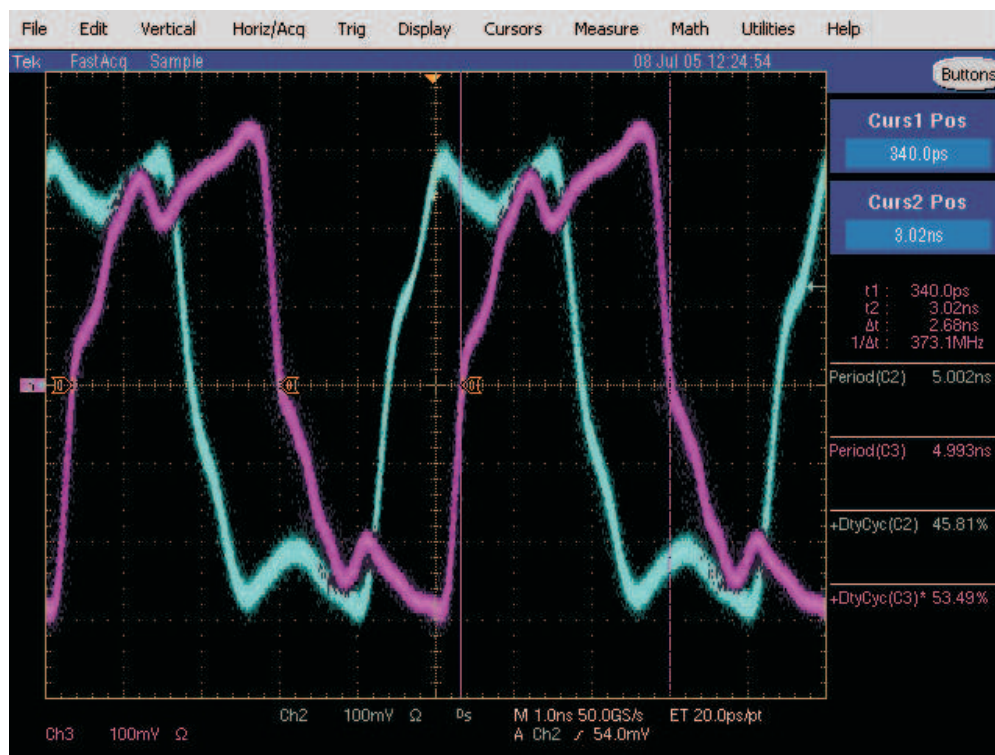 File Edit Vertical Horiz/Acq Trig Display Cursors Measure Math Utilities Help
Tek FastAcq Sample 08 Jul 05 12:24:54
Buttons
Curs1 Pos
340.0ps
Curs2 Pos
3.02ns
t1 : 340.0ps
t2 : 3.02ns
Δt : 2.68ns
1/Δt : 373.1MHz
Period(C2) 5.002ns
Period(C3) 4.993ns
+DtyCyc(C2) 45.81%
+DtyCyc(C3)* 53.49%
Ch2 100mV Ω M 1.0ns 50.0GS/s ET 20.0ps/pt
Ch3 100mV Ω A Ch2 ∕ 54.0mV